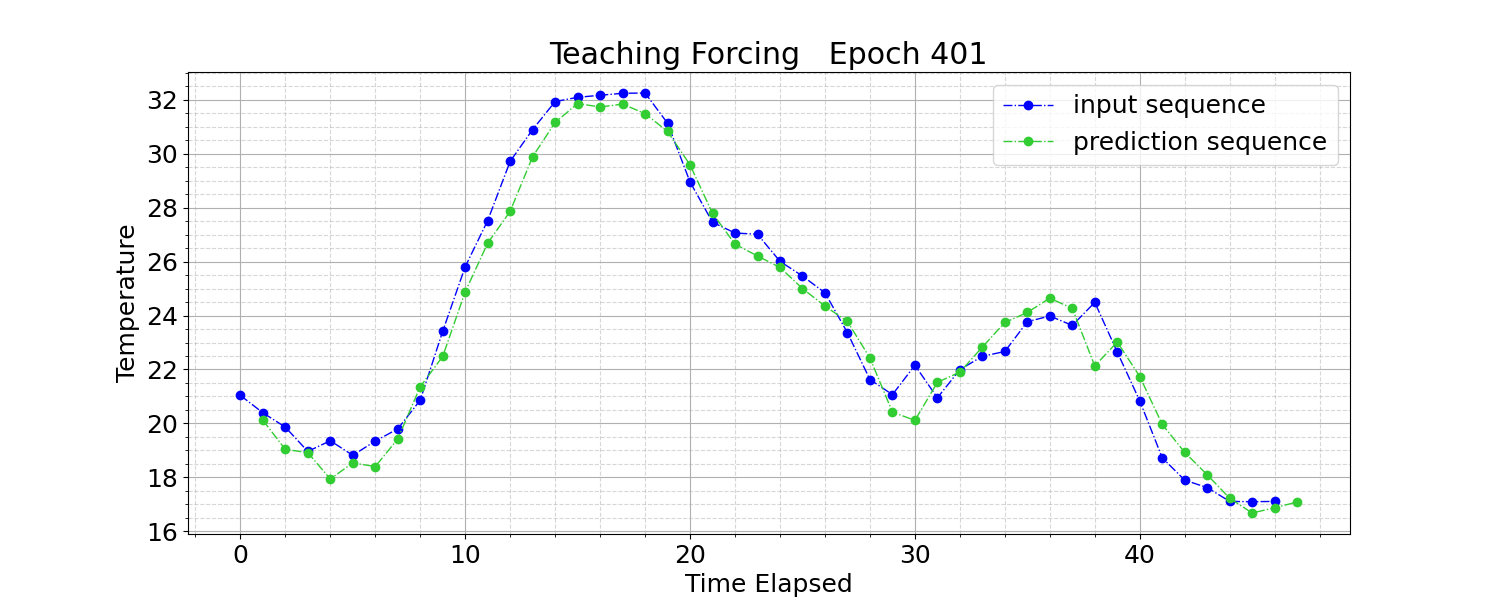 Teaching Forcing   Epoch 401
input sequence
prediction sequence
Temperature
32
30
28
26
24
22
20
18
16
0 10 20 30 40
Time Elapsed